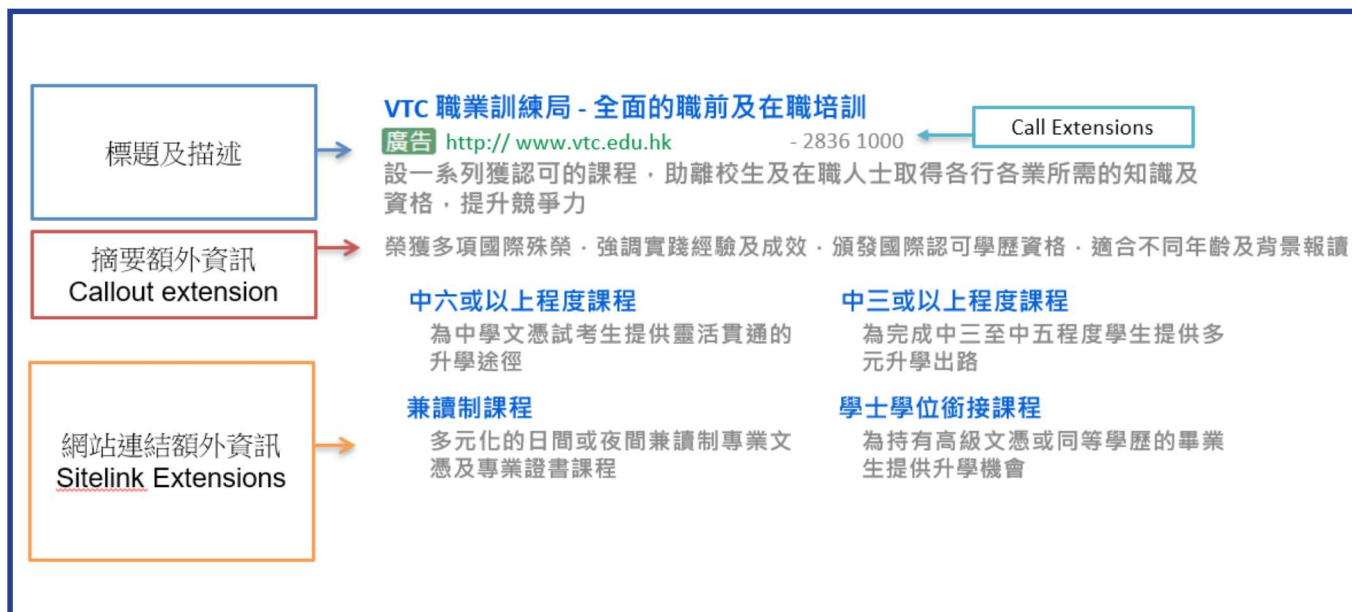 標題及描述
VTC 職業訓練局 - 全面的職前及在職培訓
廣告 http:// www.vtc.edu.hk - 2836 1000
Call Extensions
設一系列獲認可的課程，助離校生及在職人士取得各行各業所需的知識及
資格，提升競爭力
摘要額外資訊
Callout extension
榮獲多項國際殊榮．強調實踐經驗及成效．頒發國際認可學歷資格．適合不同年齡及背景報讀
網站連結額外資訊
Sitelink Extensions
中六或以上程度課程
為中學文憑試考生提供靈活貫通的
升學途徑
中三或以上程度課程
為完成中三至中五程度學生提供多
元升學出路
兼讀制課程
多元化的日間或夜間兼讀制專業文
憑及專業證書課程
學士學位銜接課程
為持有高級文憑或同等學歷的畢業
生提供升學機會